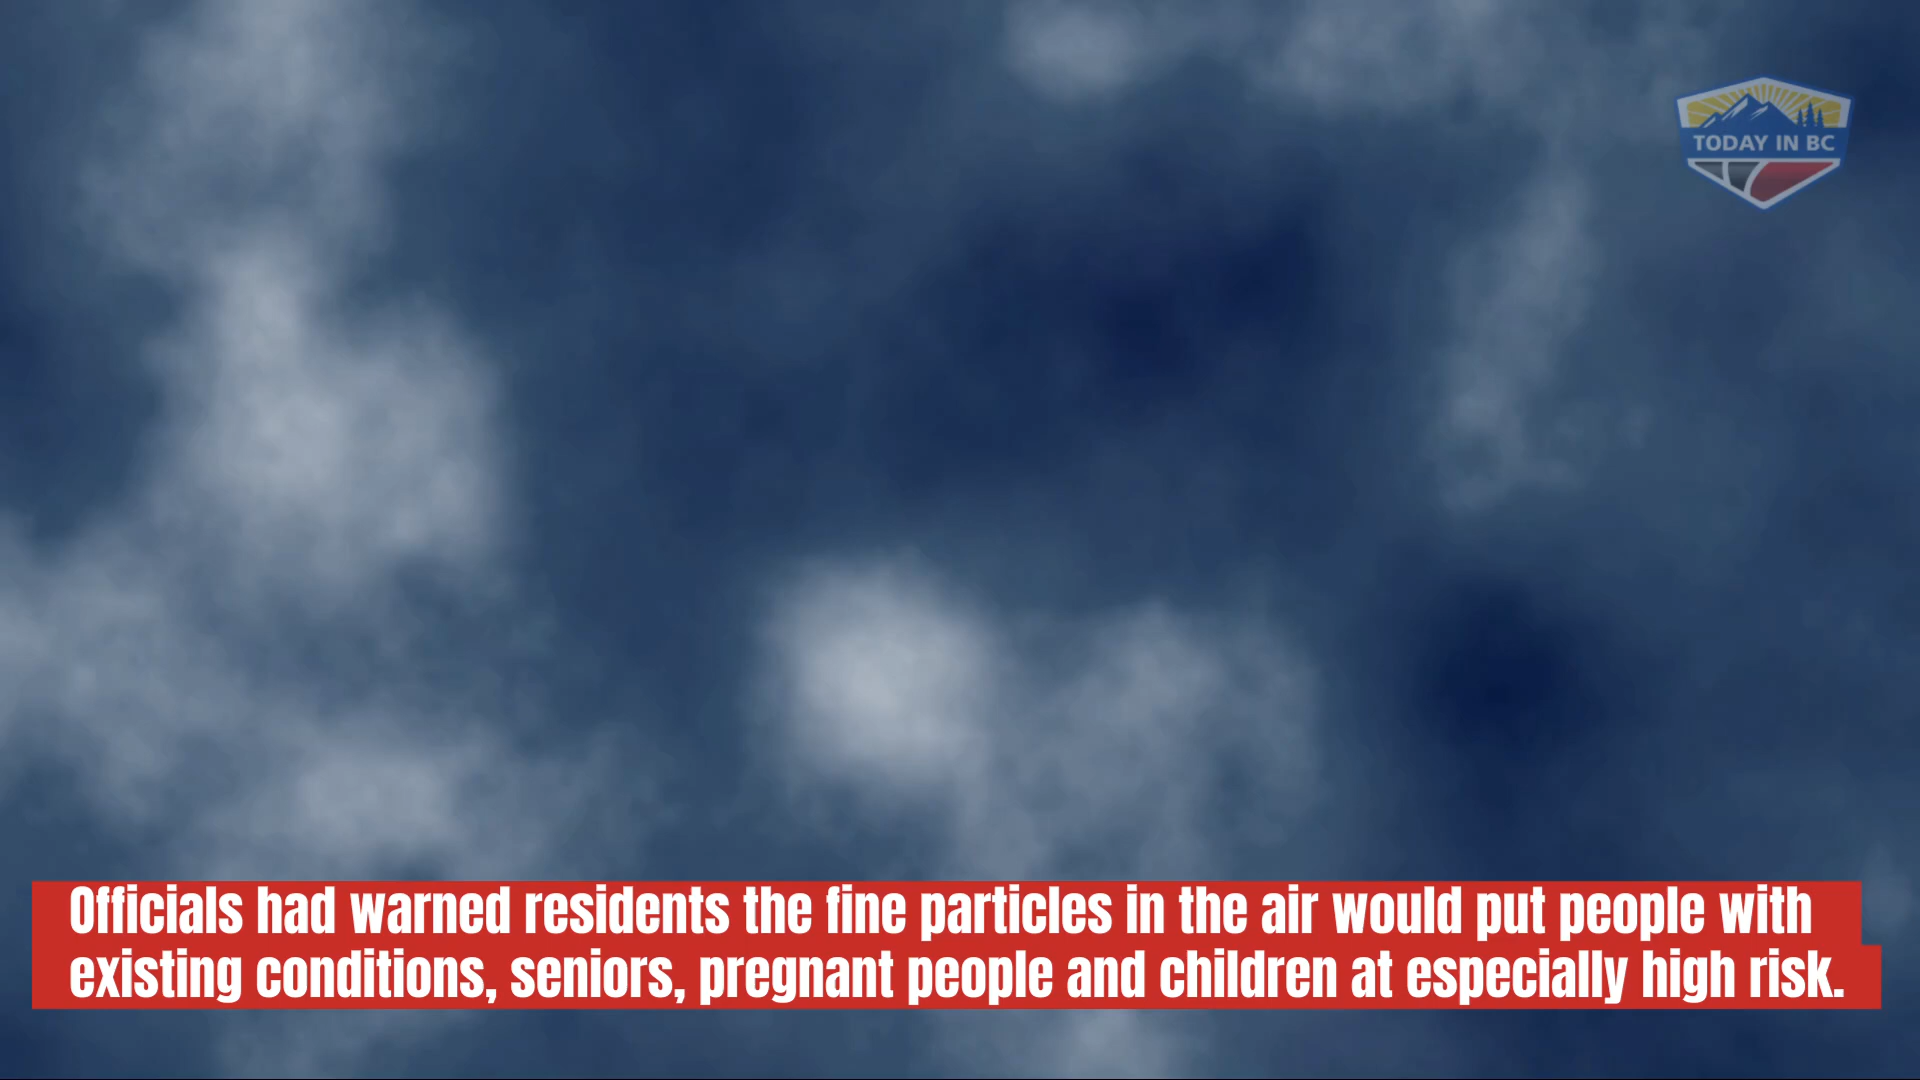 TODAY IN BC
Officials had warned residents the fine particles in the air would put people with
existing conditions, seniors, pregnant people and children at especially high risk.